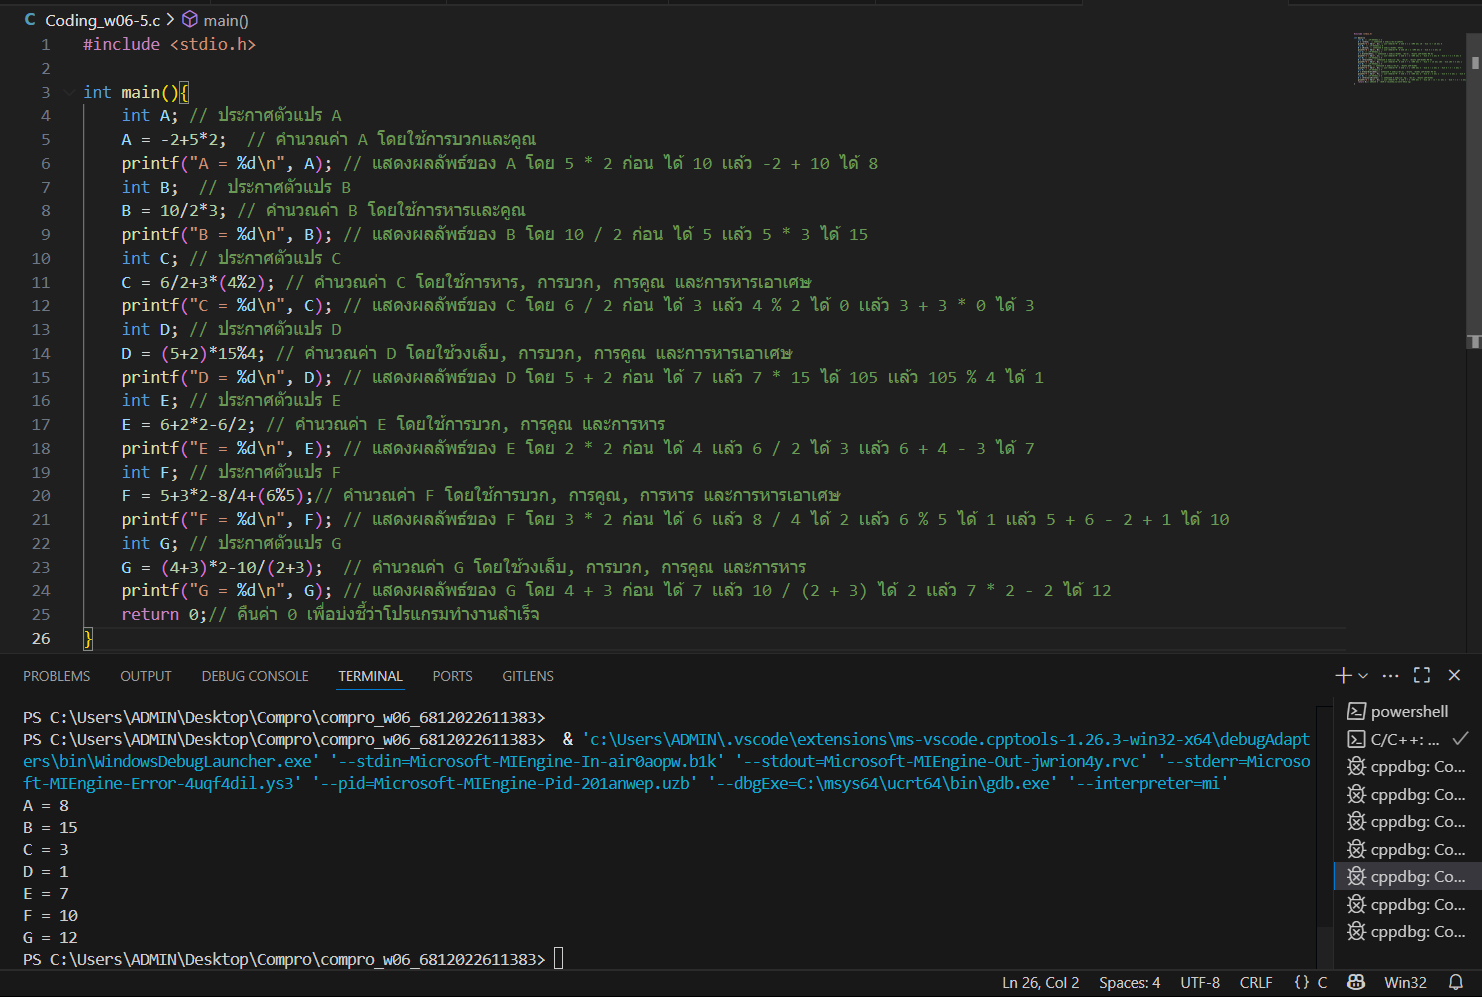 C Coding_w06-5.c > main()
1 #include <stdio.h>
2
3 int main(){
4 int A; // ประกาศตัวแปร A
5 A = -2+5*2;  // คำนวณค่า A โดยใช้การบวกและคูณ
6 printf("A = %d\n", A); // แสดงผลลัพธ์ของ A โดย 5 * 2 ก่อน ได้ 10 แล้ว -2 + 10 ได้ 8
7 int B;  // ประกาศตัวแปร B
8 B = 10/2*3; // คำนวณค่า B โดยใช้การหารและคูณ
9 printf("B = %d\n", B); // แสดงผลลัพธ์ของ B โดย 10 / 2 ก่อน ได้ 5 แล้ว 5 * 3 ได้ 15
10 int C; // ประกาศตัวแปร C
11 C = 6/2+3*(4%2); // คำนวณค่า C โดยใช้การหาร, การบวก, การคูณ และการหารเอาเศษ
12 printf("C = %d\n", C); // แสดงผลลัพธ์ของ C โดย 6 / 2 ก่อน ได้ 3 แล้ว 4 % 2 ได้ 0 แล้ว 3 + 3 * 0 ได้ 3
13 int D; // ประกาศตัวแปร D
14 D = (5+2)*15%4; // คำนวณค่า D โดยใช้วงเล็บ, การบวก, การคูณ และการหารเอาเศษ
15 printf("D = %d\n", D); // แสดงผลลัพธ์ของ D โดย 5 + 2 ก่อน ได้ 7 แล้ว 7 * 15 ได้ 105 แล้ว 105 % 4 ได้ 1
16 int E; // ประกาศตัวแปร E
17 E = 6+2*2-6/2; // คำนวณค่า E โดยใช้การบวก, การคูณ และการหาร
18 printf("E = %d\n", E); // แสดงผลลัพธ์ของ E โดย 2 * 2 ก่อน ได้ 4 แล้ว 6 / 2 ได้ 3 แล้ว 6 + 4 - 3 ได้ 7
19 int F; // ประกาศตัวแปร F
20 F = 5+3*2-8/4+(6%5);// คำนวณค่า F โดยใช้การบวก, การคูณ, การหาร และการหารเอาเศษ
21 printf("F = %d\n", F); // แสดงผลลัพธ์ของ F โดย 3 * 2 ก่อน ได้ 6 แล้ว 8 / 4 ได้ 2 แล้ว 6 % 5 ได้ 1 แล้ว 5 + 6 - 2 + 1 ได้ 10
22 int G; // ประกาศตัวแปร G
23 G = (4+3)*2-10/(2+3);  // คำนวณค่า G โดยใช้วงเล็บ, การบวก, การคูณ และการหาร
24 printf("G = %d\n", G); // แสดงผลลัพธ์ของ G โดย 4 + 3 ก่อน ได้ 7 แล้ว 10 / (2 + 3) ได้ 2 แล้ว 7 * 2 - 2 ได้ 12
25 return 0;// คืนค่า 0 เพื่อบ่งชี้ว่าโปรแกรมทำงานสำเร็จ
26 }
PROBLEMS OUTPUT DEBUG CONSOLE TERMINAL PORTS GITLENS
PS C:\Users\ADMIN\Desktop\Compro\compro_w06_6812022611383>
PS C:\Users\ADMIN\Desktop\Compro\compro_w06_6812022611383>  & 'c:\Users\ADMIN\.vscode\extensions\ms-vscode.cpptools-1.26.3-win32-x64\debugAdapt
ers\bin\WindowsDebugLauncher.exe' '--stdin=Microsoft-MIEngine-In-air0aopw.b1k' '--stdout=Microsoft-MIEngine-Out-jwrion4y.rvc' '--stderr=Microso
ft-MIEngine-Error-4uqf4dil.ys3' '--pid=Microsoft-MIEngine-Pid-201anwep.uzb' '--dbgExe=C:\msys64\ucrt64\bin\gdb.exe' '--interpreter=mi'
A = 8
B = 15
C = 3
D = 1
E = 7
F = 10
G = 12
PS C:\Users\ADMIN\Desktop\Compro\compro_w06_6812022611383>
powershell
C/C++: ...
cppdbg: Co...
cppdbg: Co...
cppdbg: Co...
cppdbg: Co...
cppdbg: Co...
cppdbg: Co...
cppdbg: Co...
Ln 26, Col 2 Spaces: 4 UTF-8 CRLF {} C Win32